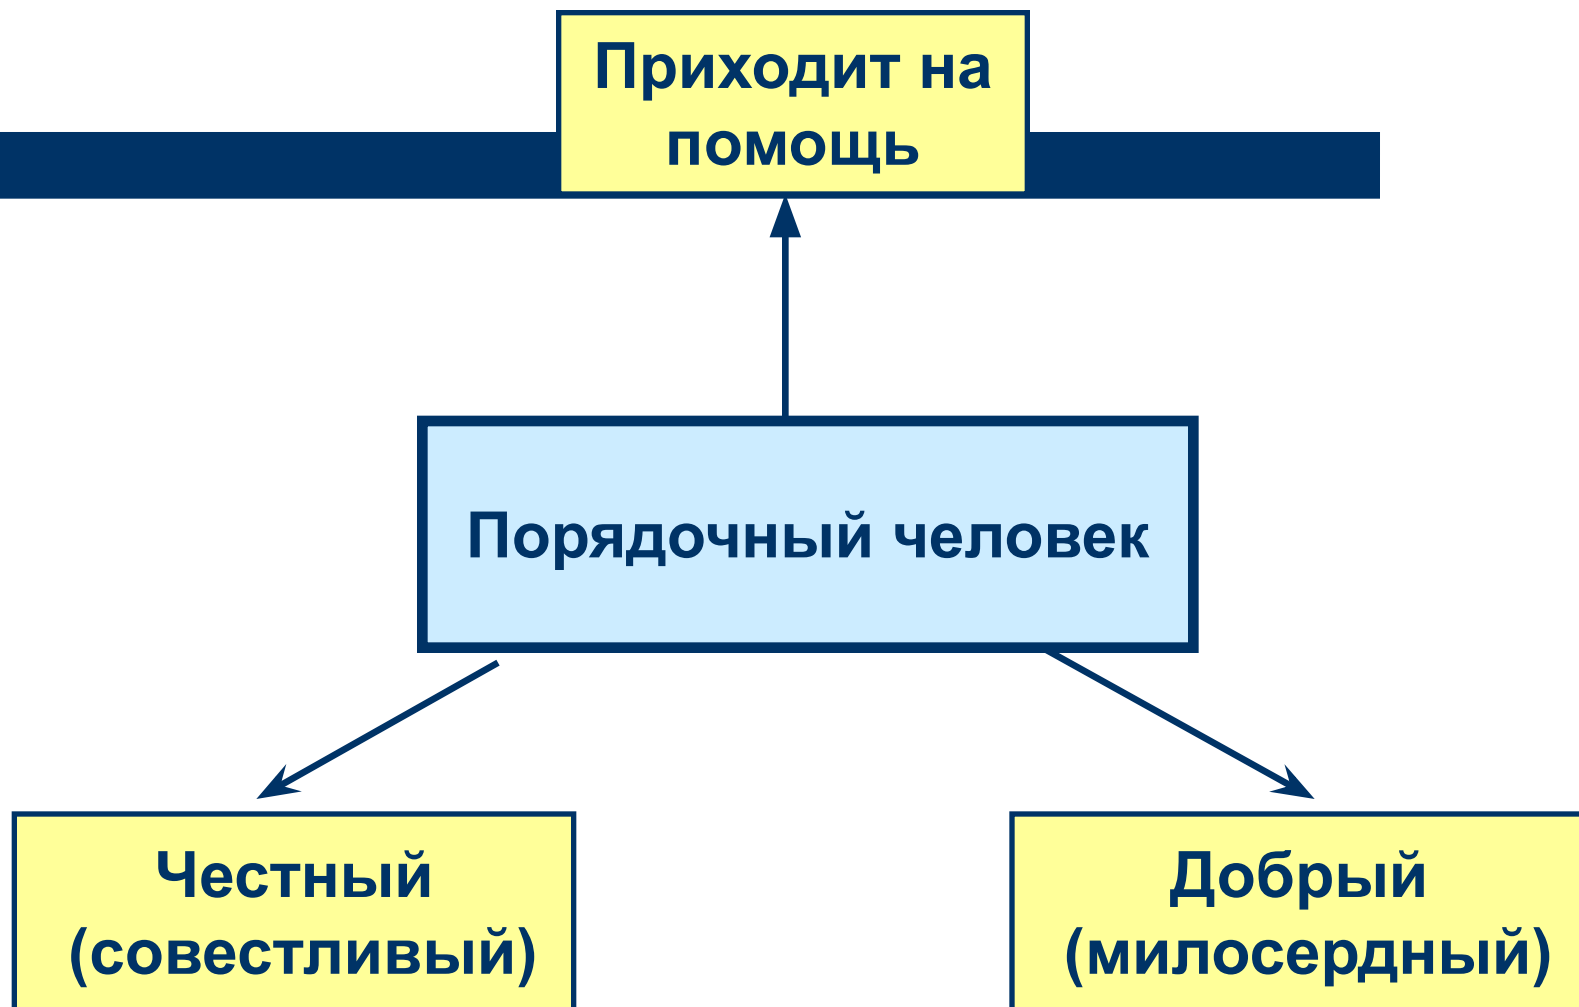 Приходит на
помощь
Порядочный человек
Честный
(совестливый)
Добрый
(милосердный)